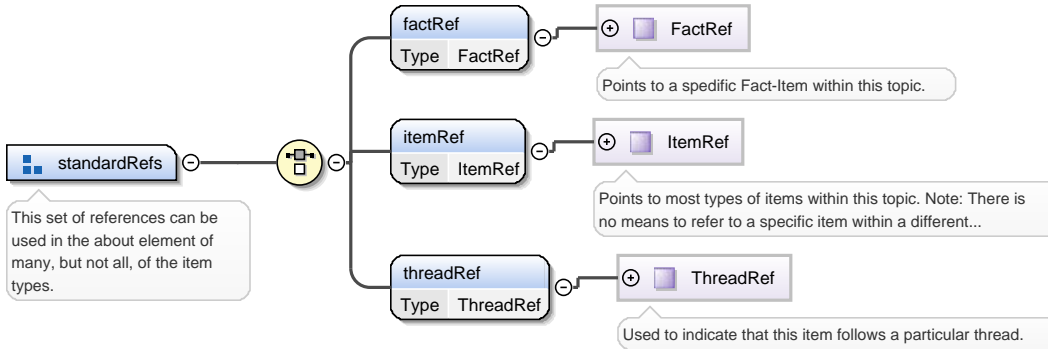 factRef
Type FactRef
FactRef
Points to a spedific Fact-Item within this topic.
standardRefs
This set of references can be
used in the about element of
many, but not all, of the item
types.
itemRef
Type ItemRef
ItemRef
Points to most types of items within this topic. Note: There is
no means to refer to a specific item within a different...
threadRef
Type ThreadRef
ThreadRef
Used to indicate that this item follows a particular thread.